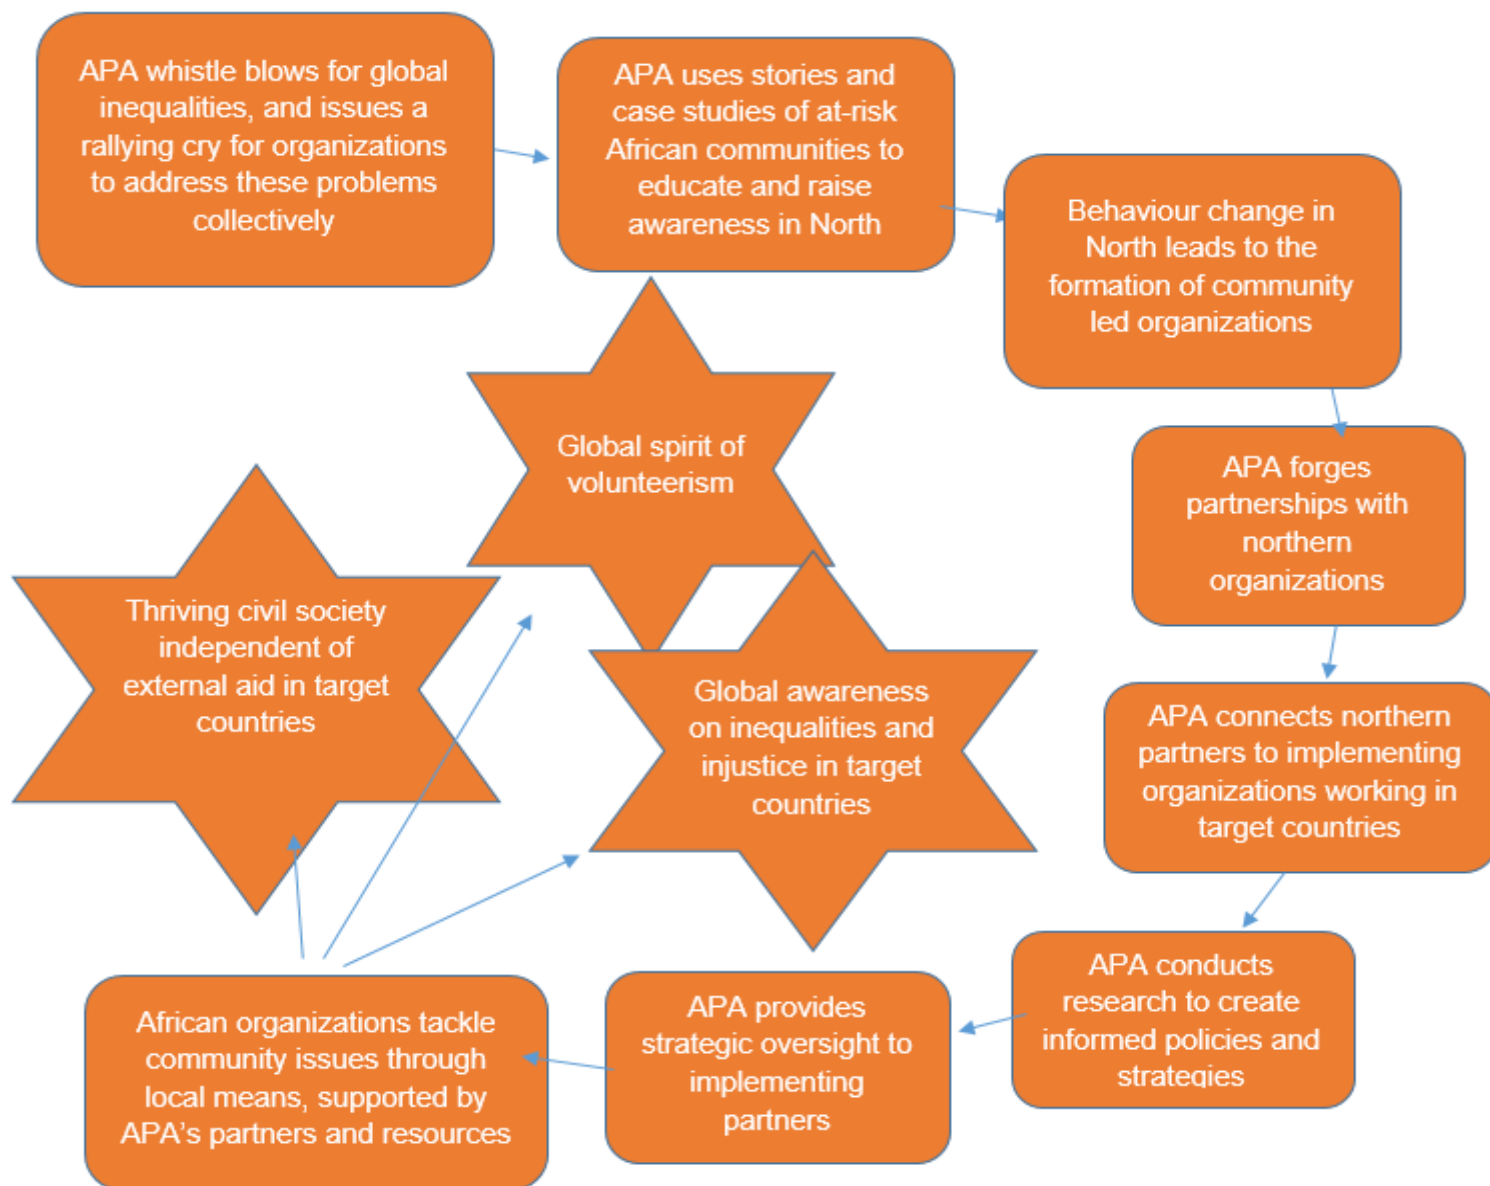 APA whistle blows for global
inequalities, and issues a
rallying cry for organizations
to address these problems
collectively
APA uses stories and
case studies of at-risk
African communities to
educate and raise
awareness in North
Behaviour change in
North leads to the
formation of community
led organizations
APA forges
partnerships with
northern
organizations
APA connects northern
partners to implementing
organizations working in
target countries
APA conducts
research to create
informed policies and
strategies
APA provides
strategic oversight to
implementing
partners
African organizations tackle
community issues through
local means, supported by
APA's partners and resources
Thriving civil society
independent of
external aid in target
countries
Global spirit of
volunteerism
Global awareness
on inequalities and
injustice in target
countries